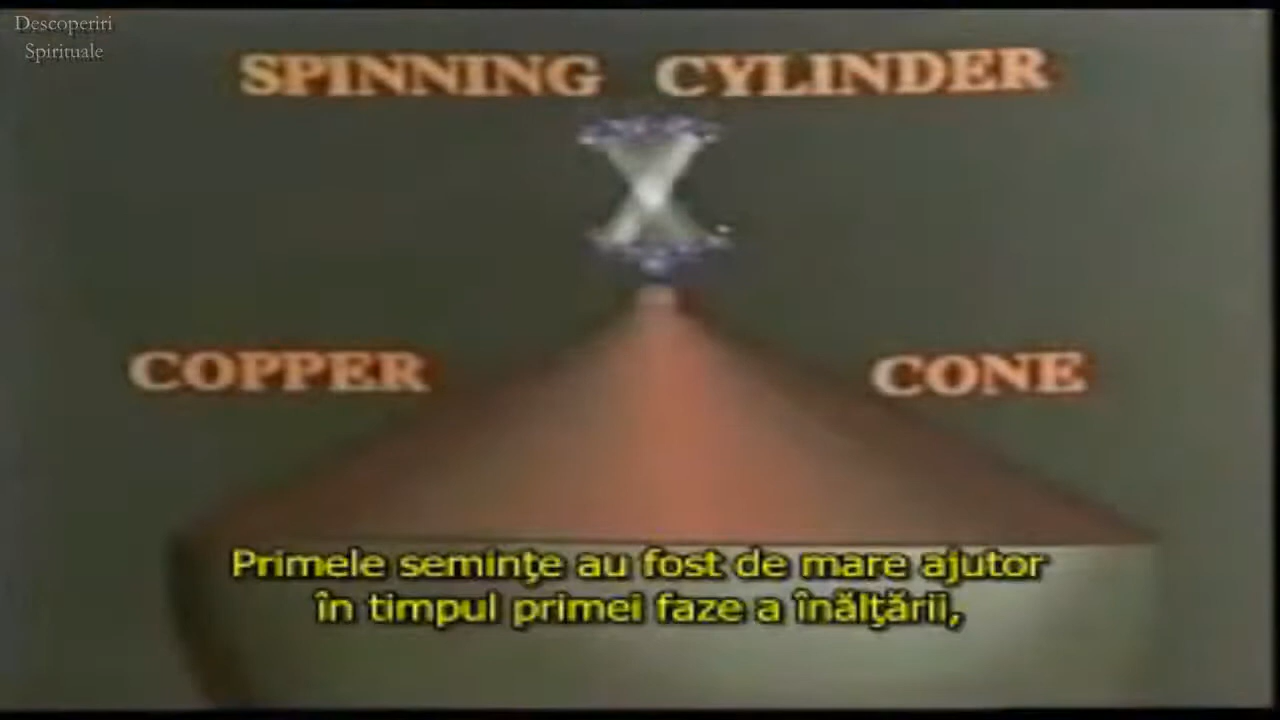 Descoperiri
Spirituale
SPINNING CYLINDER
COPPER CONE
Primele seminţe au fost de mare ajutor
în timpul primei faze a înălţării,